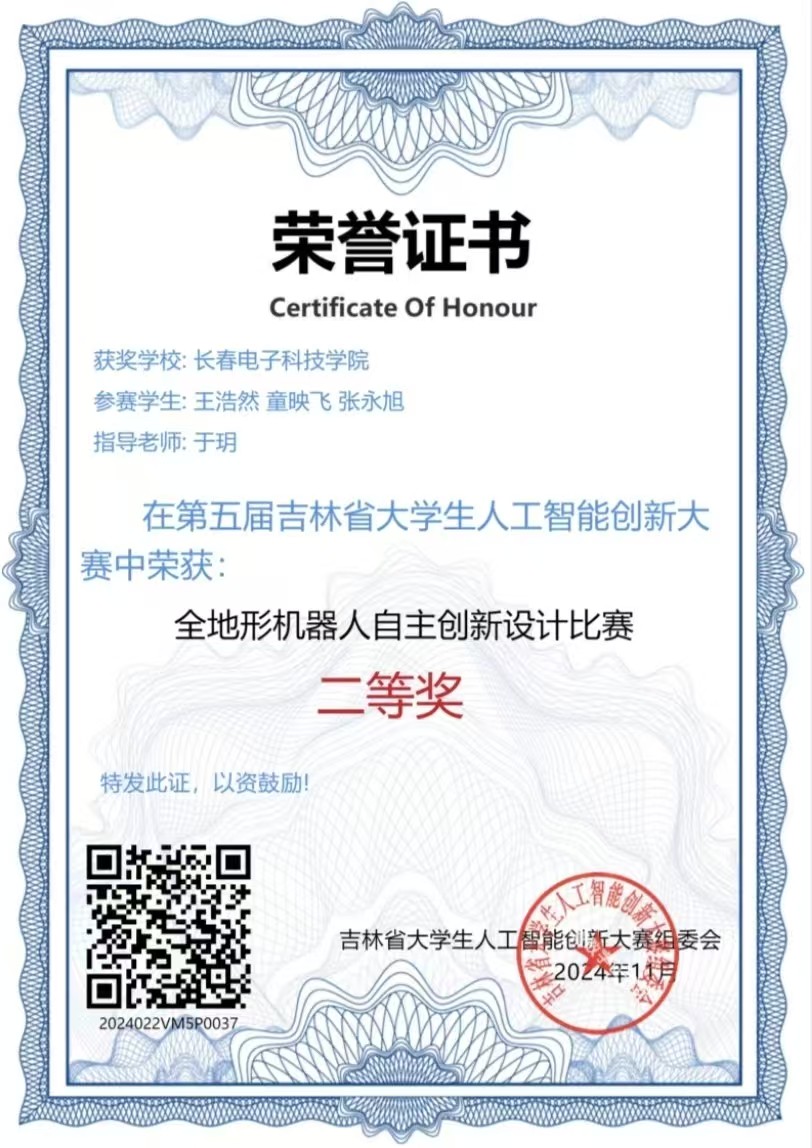 荣誉证书
Certificate Of Honour
获奖学校: 长春电子科技学院
参赛学生: 王浩然 童映飞 张永旭
指导老师: 于玥
在第五届吉林省大学生人工智能创新大
赛中荣获：
全地形机器人自主创新设计比赛
二等奖
特发此证，以资鼓励!
吉林省大学生人工智能创新大赛组委会
2024年11月
2024022VM5P0037
吉林省大学生人工智能创新大赛组委会